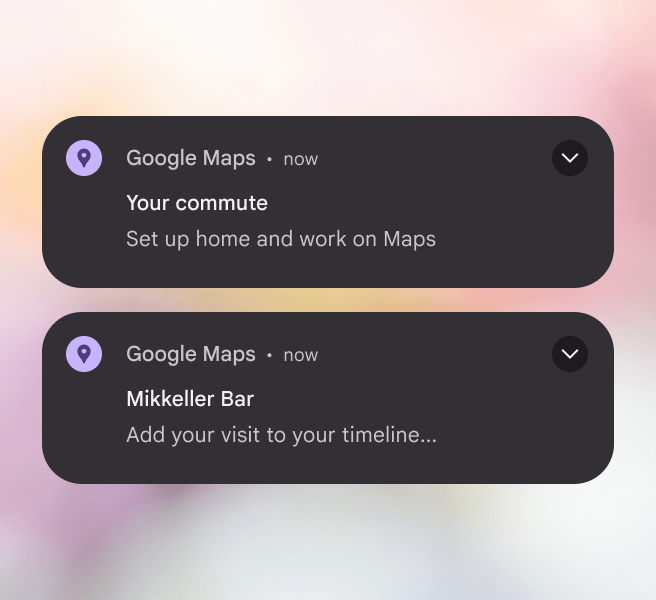 Google Maps • now
Your commute
Set up home and work on Maps
Google Maps • now
Mikkeller Bar
Add your visit to your timeline...